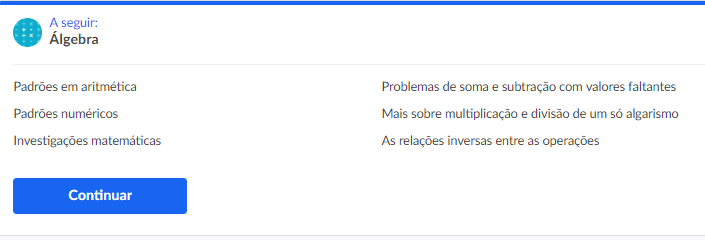 A seguir:
Álgebra
Padrões em aritmética
Problemas de soma e subtração com valores faltantes
Padrões numéricos
Mais sobre multiplicação e divisão de um só algarismo
Investigações matemáticas
As relações inversas entre as operações
Continuar